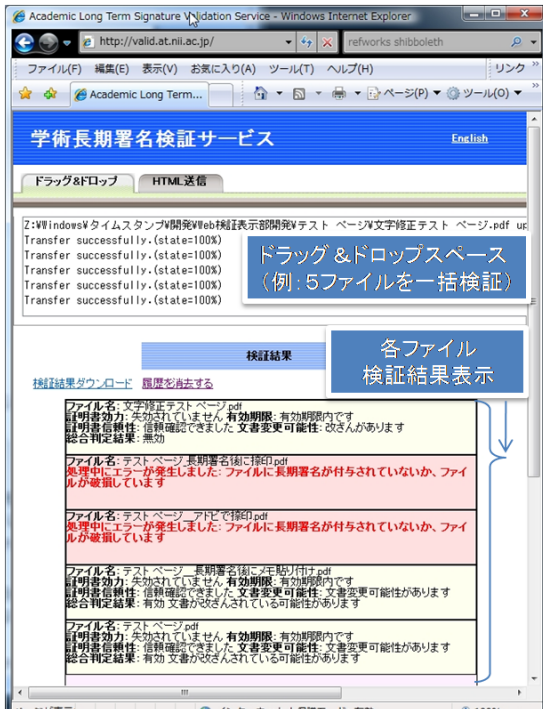 Academic Long Term Signature Validation Service - Windows Internet Explorer
http://valid.at.nii.ac.jp/
refworks shibboleth
ファイル(F) 編集(E) 表示(V) お気に入り(A) ツール(T) ヘルプ(H) リンク
Academic Long Term... ページ(P) ツール(O)
学術長期署名検証サービス
English
ドラッグ&ドロップ HTML送信
Z:¥Windows¥タイムスタンプ¥開発¥Web検証表示部開発¥テスト ページ¥文字修正テスト ページ.pdf up
Transfer successfully.(state=100%)
Transfer successfully.(state=100%)
Transfer successfully.(state=100%)
Transfer successfully.(state=100%)
Transfer successfully.(state=100%)
ドラッグ&ドロップスペース
(例:5ファイルを一括検証)
検証結果
各ファイル
検証結果表示
検証結果ダウンロード 履歴を消去する
ファイル名: 文字修正テスト ページ.pdf
証明書効力: 失効されていません 有効期限: 有効期限内です
証明書信頼性: 信頼確認できました 文書変更可能性: 改ざんがあります
総合判定結果: 無効
ファイル名: テスト ページ_長期署名後に捺印.pdf
処理中にエラーが発生しました: ファイルに長期署名が付与されていないか、ファイ
ルが破損しています
ファイル名: テスト ページ__アドビで捺印.pdf
処理中にエラーが発生しました: ファイルに長期署名が付与されていないか、ファイ
ルが破損しています
ファイル名: テスト ページ__長期署名後にメモ貼り付け.pdf
証明書効力: 失効されていません 有効期限: 有効期限内です
証明書信頼性: 信頼確認できました 文書変更可能性: 文書変更可能性があります
総合判定結果: 有効 文書が改ざんされている可能性があります
ファイル名: テスト ページ.pdf
証明書効力: 失効されていません 有効期限: 有効期限内です
証明書信頼性: 信頼確認できました 文書変更可能性: 文書変更可能性があります
総合判定結果: 有効 文書が改ざんされている可能性があります